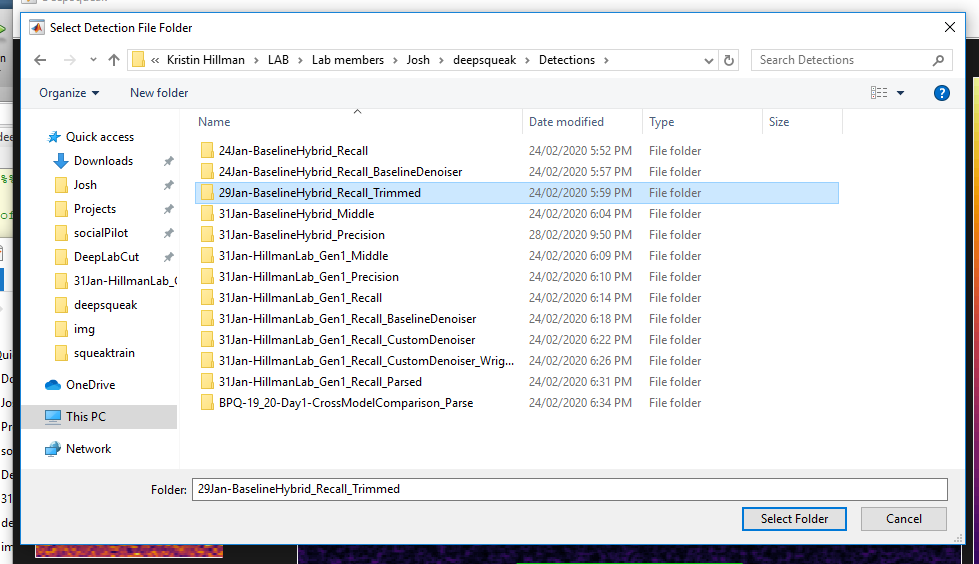 Deepsqueak
Select Detection File Folder
« Kristin Hillman > LAB > Lab members > Josh > deepsqueak > Detections >
Search Detections
Organize
New folder
Name
Date modified
Type
Size
Quick access
Downloads
Josh
Projects
socialPilot
DeepLabCut
31Jan-HillmanLab_G
deepsqueak
img
squeaktrain
OneDrive
This PC
Network
24Jan-BaselineHybrid_Recall 24/02/2020 5:52 PM File folder
24Jan-BaselineHybrid_Recall_BaselineDenoiser 24/02/2020 5:57 PM File folder
29Jan-BaselineHybrid_Recall_Trimmed 24/02/2020 5:59 PM File folder
31Jan-BaselineHybrid_Middle 24/02/2020 6:04 PM File folder
31Jan-BaselineHybrid_Precision 28/02/2020 9:50 PM File folder
31Jan-HillmanLab_Gen1_Middle 24/02/2020 6:09 PM File folder
31Jan-HillmanLab_Gen1_Precision 24/02/2020 6:10 PM File folder
31Jan-HillmanLab_Gen1_Recall 24/02/2020 6:14 PM File folder
31Jan-HillmanLab_Gen1_Recall_BaselineDenoiser 24/02/2020 6:18 PM File folder
31Jan-HillmanLab_Gen1_Recall_CustomDenoiser 24/02/2020 6:22 PM File folder
31Jan-HillmanLab_Gen1_Recall_CustomDenoiser_Wrig... 24/02/2020 6:26 PM File folder
31Jan-HillmanLab_Gen1_Recall_Parsed 24/02/2020 6:31 PM File folder
BPQ-19_20-Day1-CrossModelComparison_Parse 24/02/2020 6:34 PM File folder
Folder: 29Jan-BaselineHybrid_Recall_Trimmed
Select Folder
Cancel